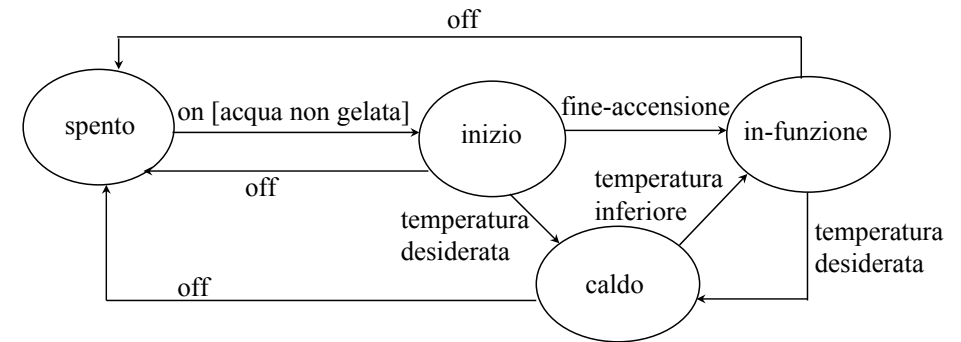 off
spento
on [acqua non gelata]
inizio
fine-accensione
in-funzione
off
temperatura
inferiore
temperatura
desiderata
temperatura
desiderata
caldo
off